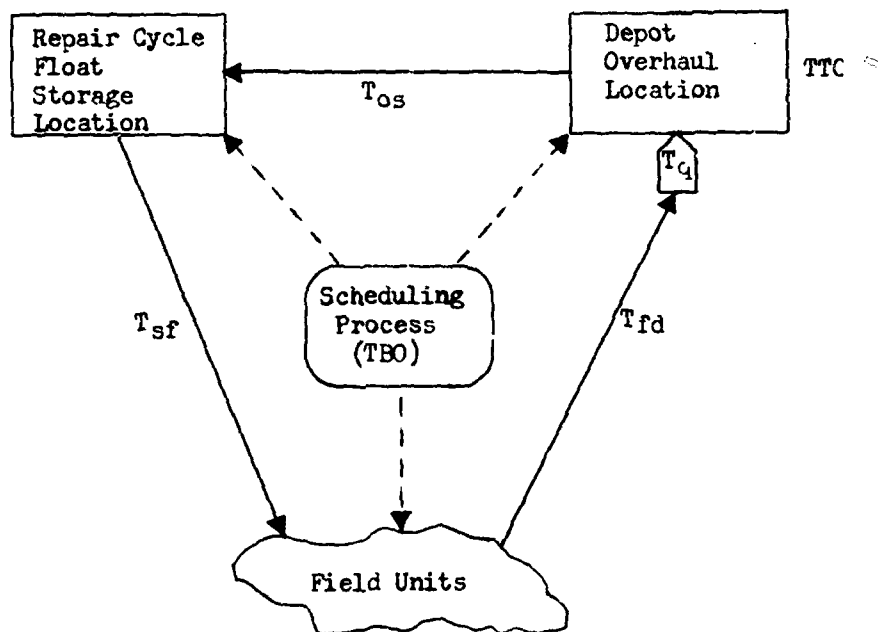 Repair Cycle
Float
Storage
Location
Depot
Overhaul
Location
TTC
Tos
Tq
Scheduling
Process
(TBO)
Tsf
Tfd
Field Units